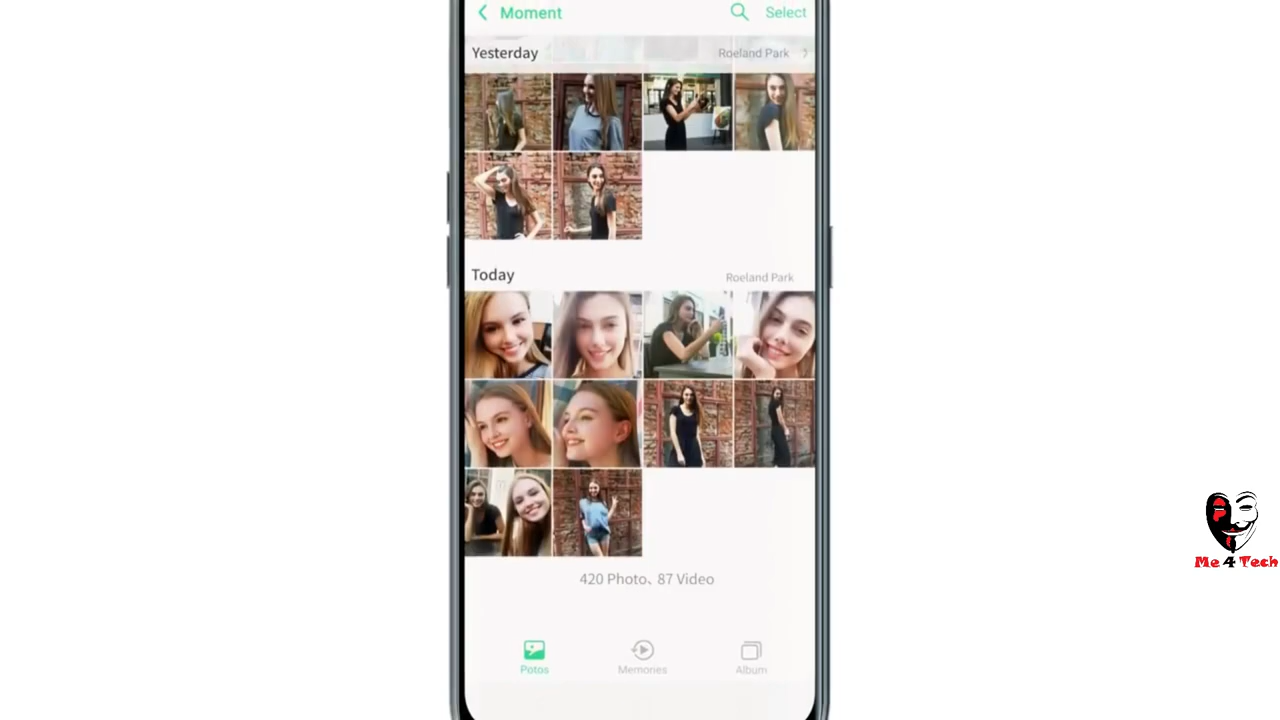 Moment
Select
Yesterday
Roeland Park
Today
Roeland Park
420 Photo、87 Video
Potos
Memories
Album
Me 4 Tech